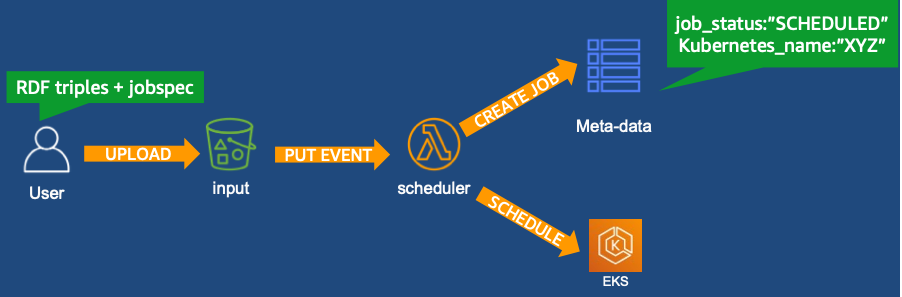 job_status:"SCHEDULED"
Kubernetes_name:"XYZ"
RDF triples + jobspec
CREATE JOB
Meta-data
UPLOAD
PUT EVENT
User
input
scheduler
SCHEDULE
K
EKS